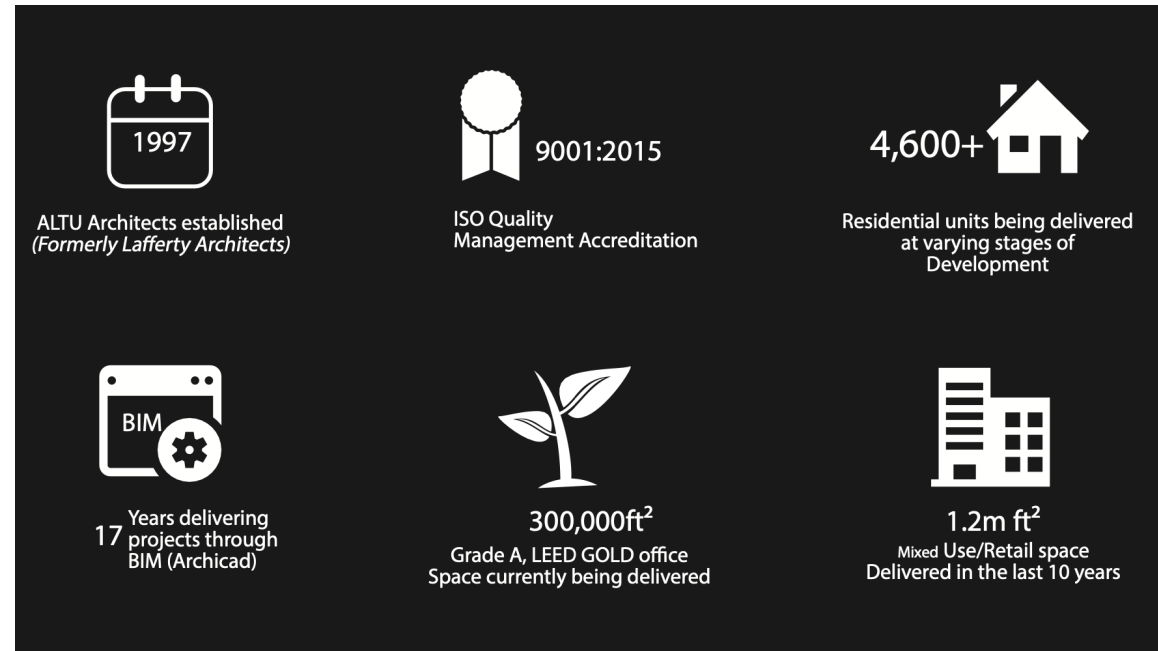 1997
ALTU Architects established
(Formerly Lafferty Architects)
9001:2015
ISO Quality
Management Accreditation
4,600+
Residential units being delivered
at varying stages of
Development
BIM
17 Years delivering
projects through
BIM (Archicad)
300,000ft²
Grade A, LEED GOLD office
Space currently being delivered
1.2m ft²
Mixed Use/Retail space
Delivered in the last 10 years